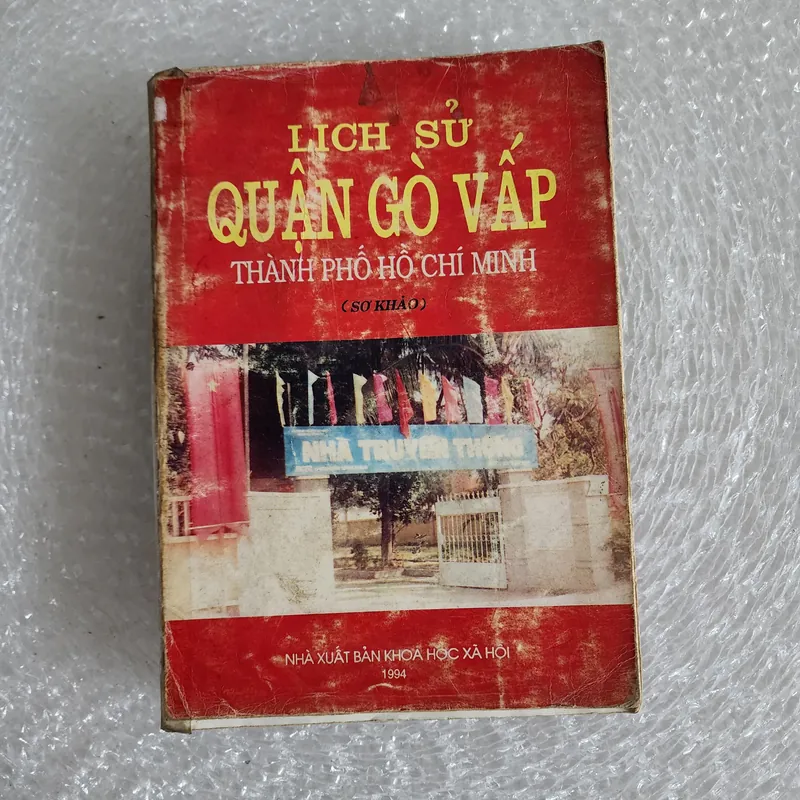 LỊCH SỬ
QUẬN GÒ VẤP
THÀNH PHỐ HỒ CHÍ MINH
(SƠ KHẢO)
NHÀ TRUYỀN THỐNG
NHÀ XUẤT BẢN KHOA HỌC XÃ HỘI
1994